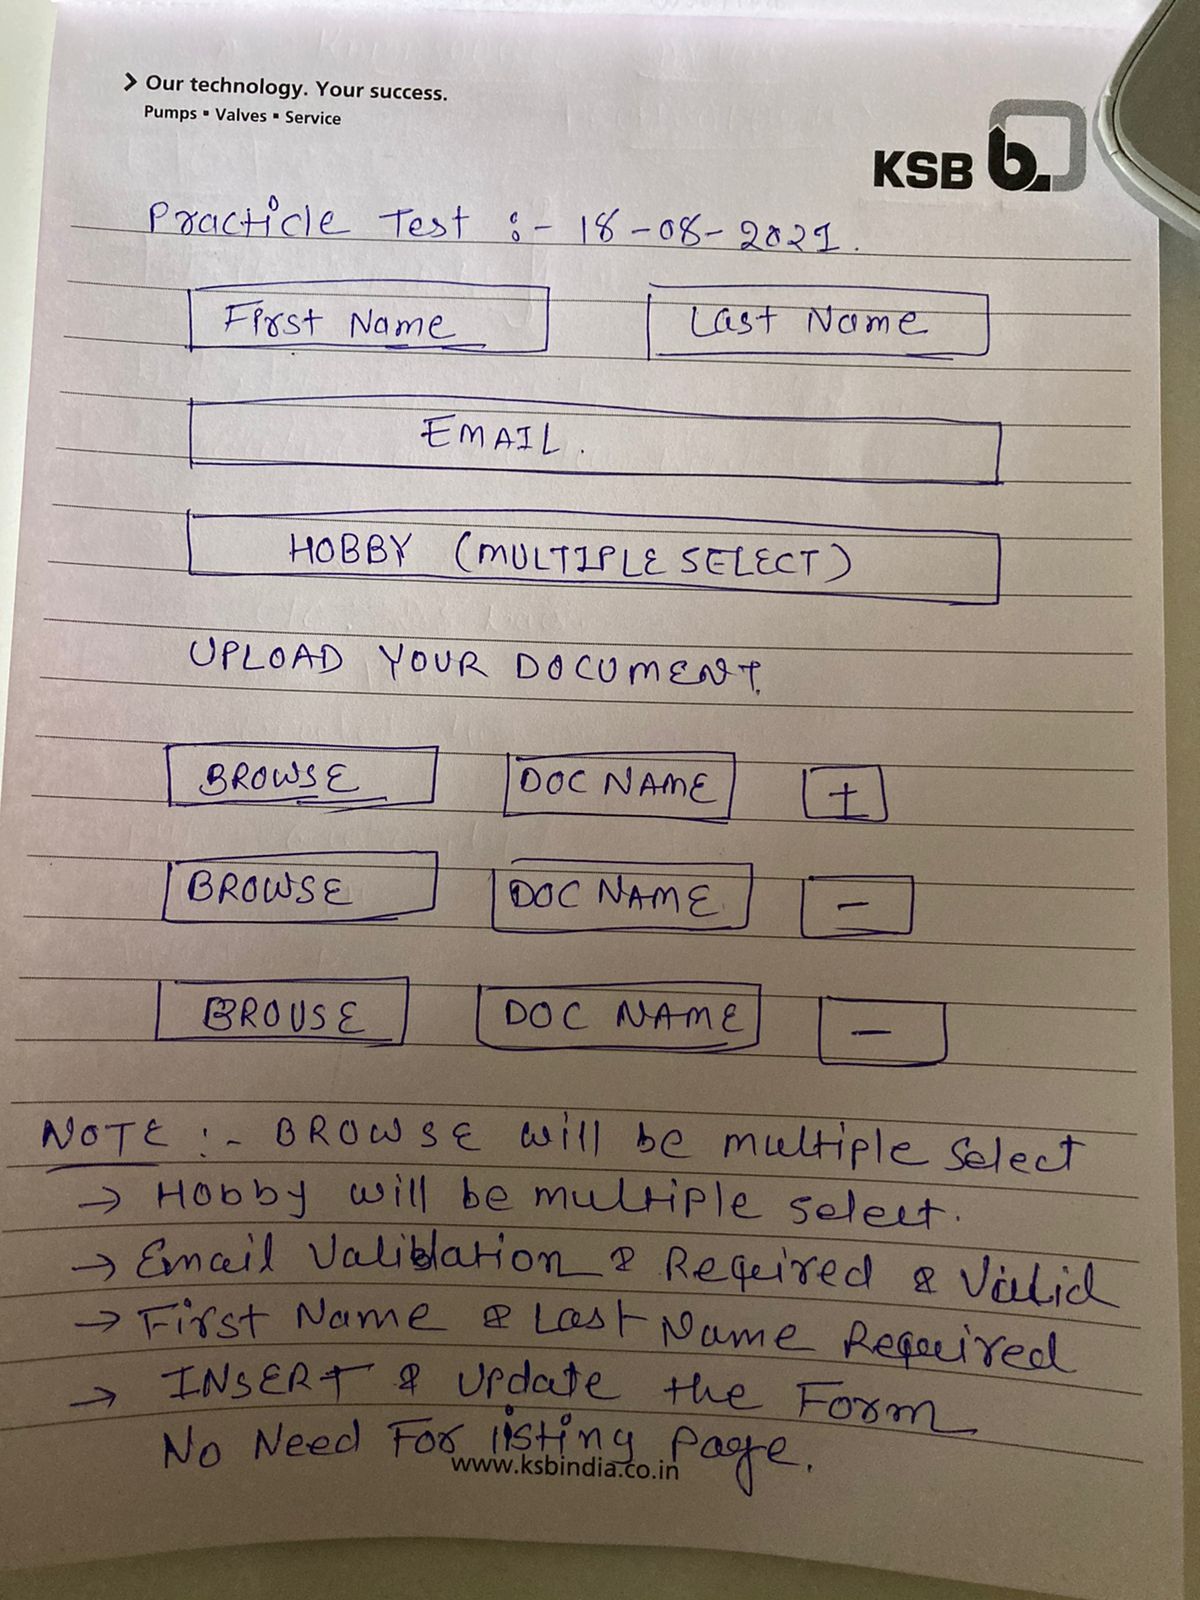 > Our technology. Your success.
Pumps ▪ Valves ▪ Service
KSB b.
Practicle Test :- 18-08-2021.
First Name Last Name
EMAIL.
HOBBY (MULTIPLE SELECT)
UPLOAD YOUR DOCUMENT.
BROWSE DOC NAME +
BROWSE DOC NAME -
BROUSE DOC NAME -
NOTE :- BROWSE will be multiple select
→ Hobby will be multiple select.
→ Email Validation & Required & Valid
→ First Name & Last Name Required
→ INSERT & Update the Form
No Need For listing page.
www.ksbindia.co.in